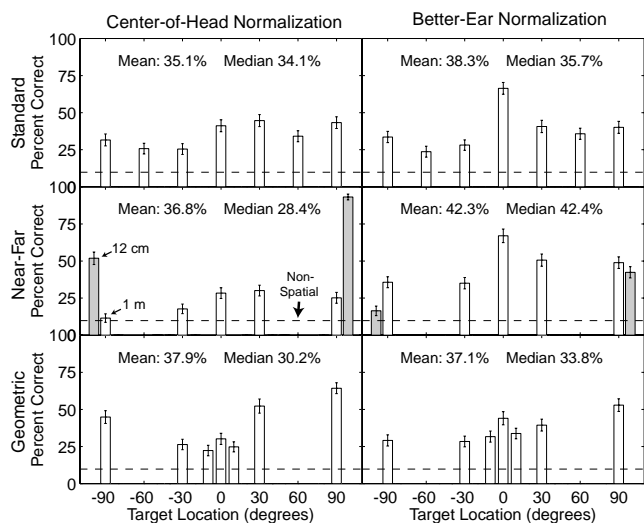 Center-of-Head Normalization
Better-Ear Normalization
Standard
Percent Correct
100
75
50
25
Mean: 35.1% Median 34.1%
Mean: 38.3% Median 35.7%
Near-Far
Percent Correct
100
75
50
25
0
Mean: 36.8% Median 28.4%
12 cm
1 m
Non-
Spatial
Mean: 42.3% Median 42.4%
Geometric
Percent Correct
100
75
50
25
0
Mean: 37.9% Median 30.2%
Mean: 37.1% Median 33.8%
0
-90 -60 -30 0 30 60 90
-90 -60 -30 0 30 60 90
Target Location (degrees)
Target Location (degrees)